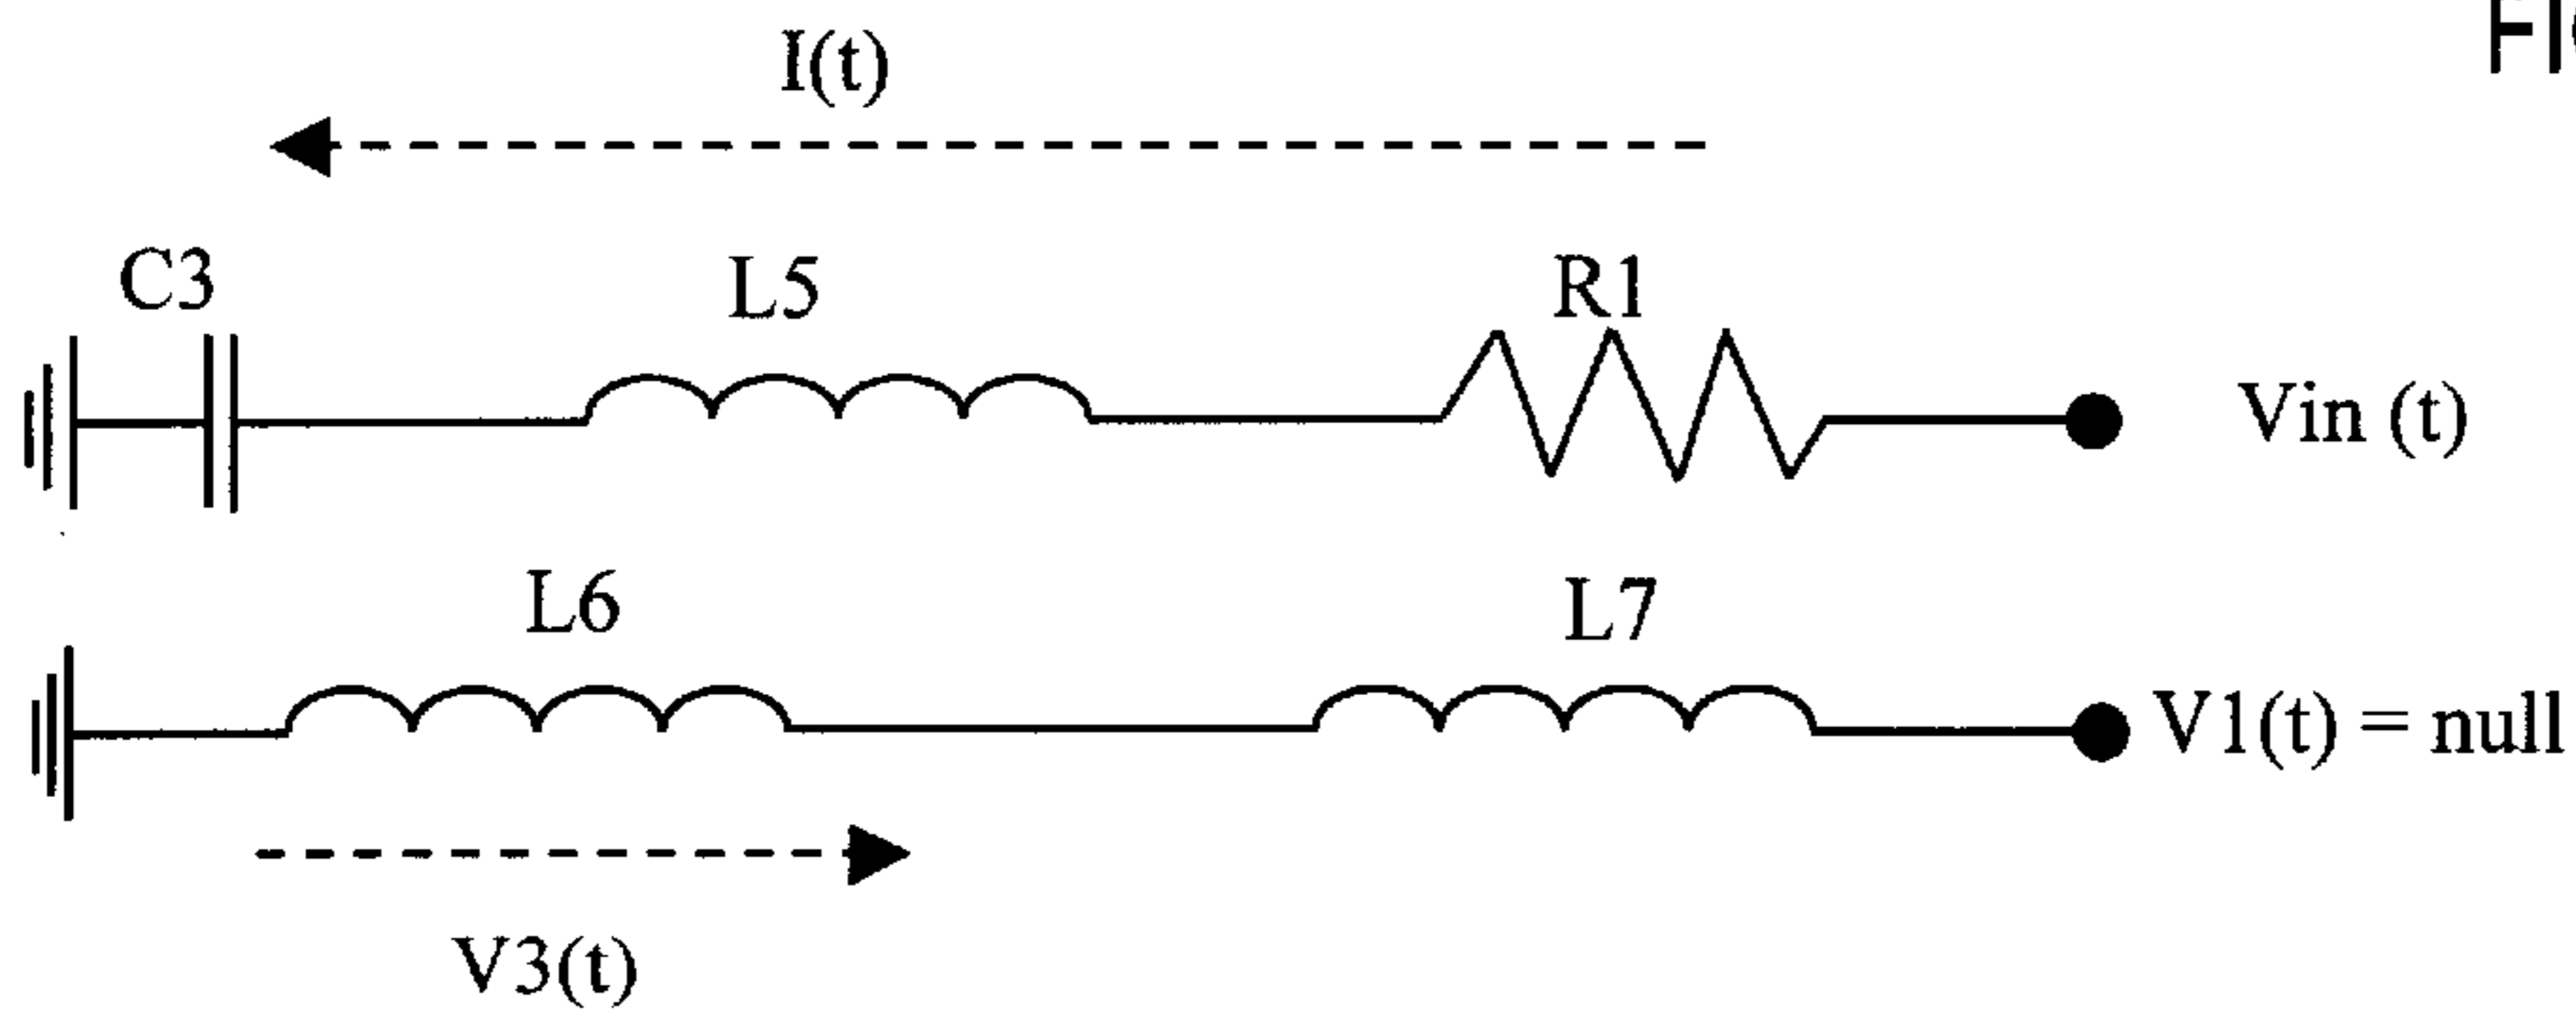 I(t)
C3
L5
R1
Vin (t)
L6
L7
V1(t) = null
V3(t)